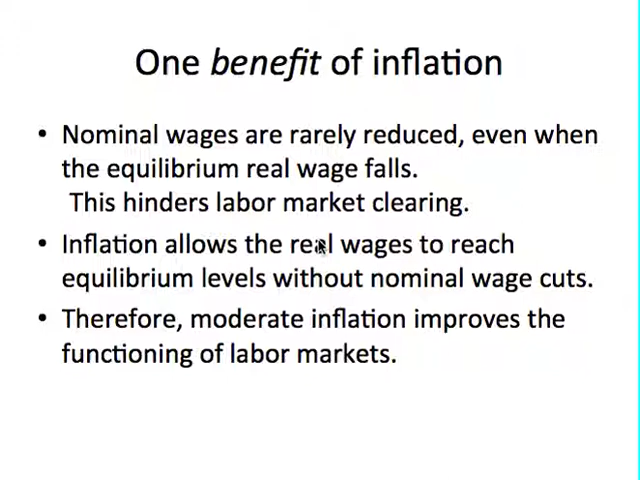 One benefit of inflation
• Nominal wages are rarely reduced, even when
the equilibrium real wage falls.
This hinders labor market clearing.
• Inflation allows the real wages to reach
equilibrium levels without nominal wage cuts.
• Therefore, moderate inflation improves the
functioning of labor markets.